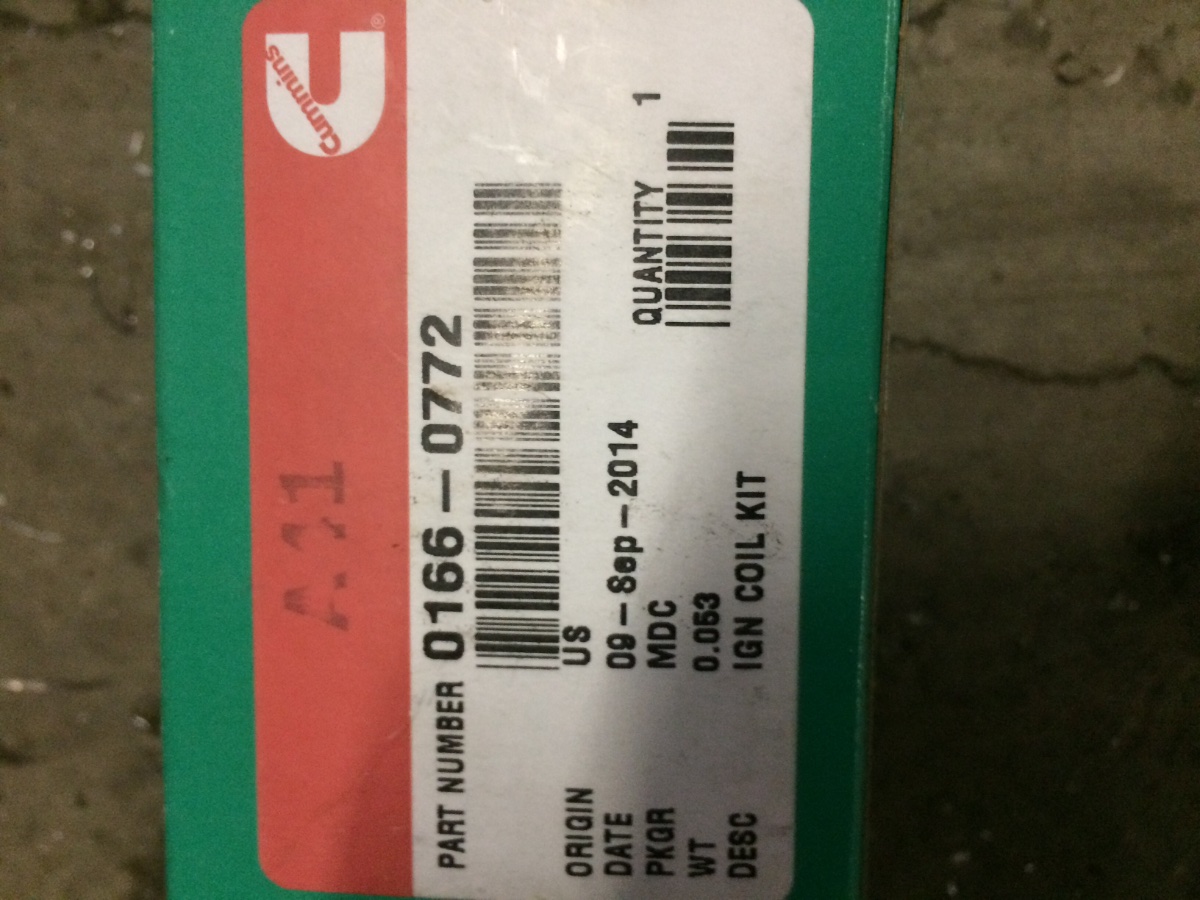 Cummins®
A11
PART NUMBER 0166-0772
ORIGIN US
DATE 09-Sep-2014
QUANTITY 1
PKGR MDC
WT 0.053
DESC IGN COIL KIT